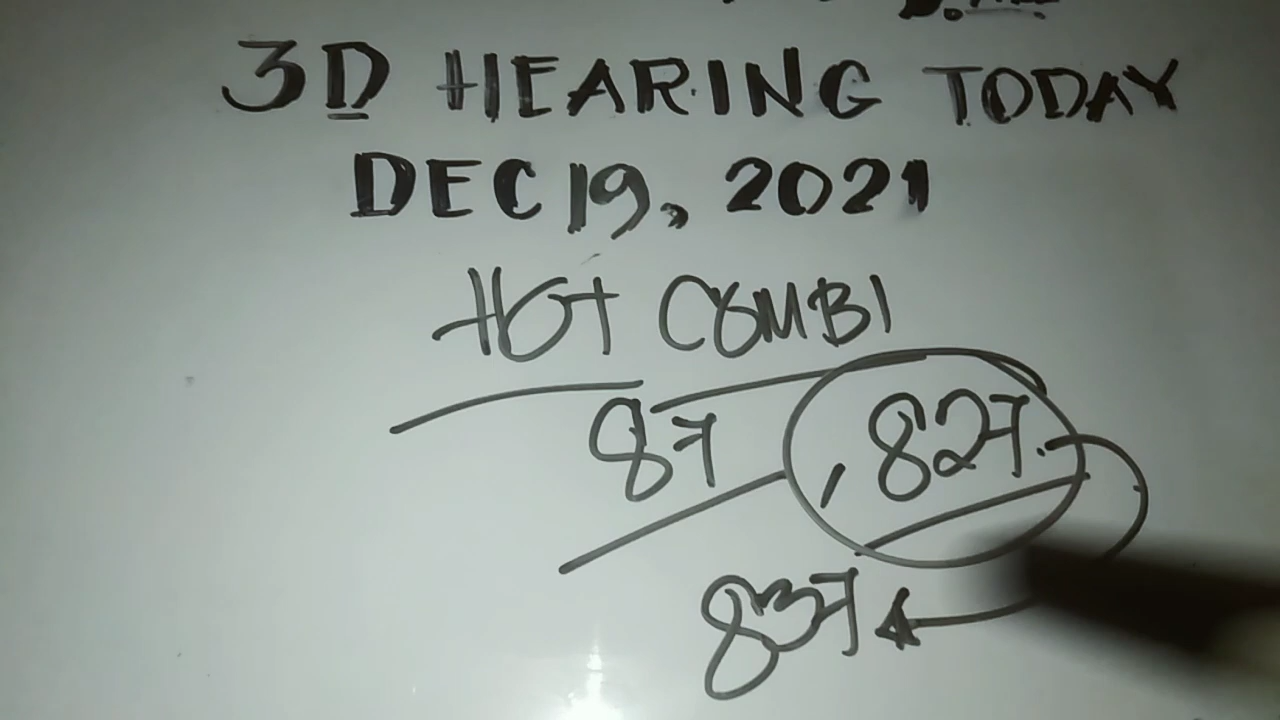 3D HEARING TODAY
DEC 19, 2021
HOT COMBI
87, 827.
837